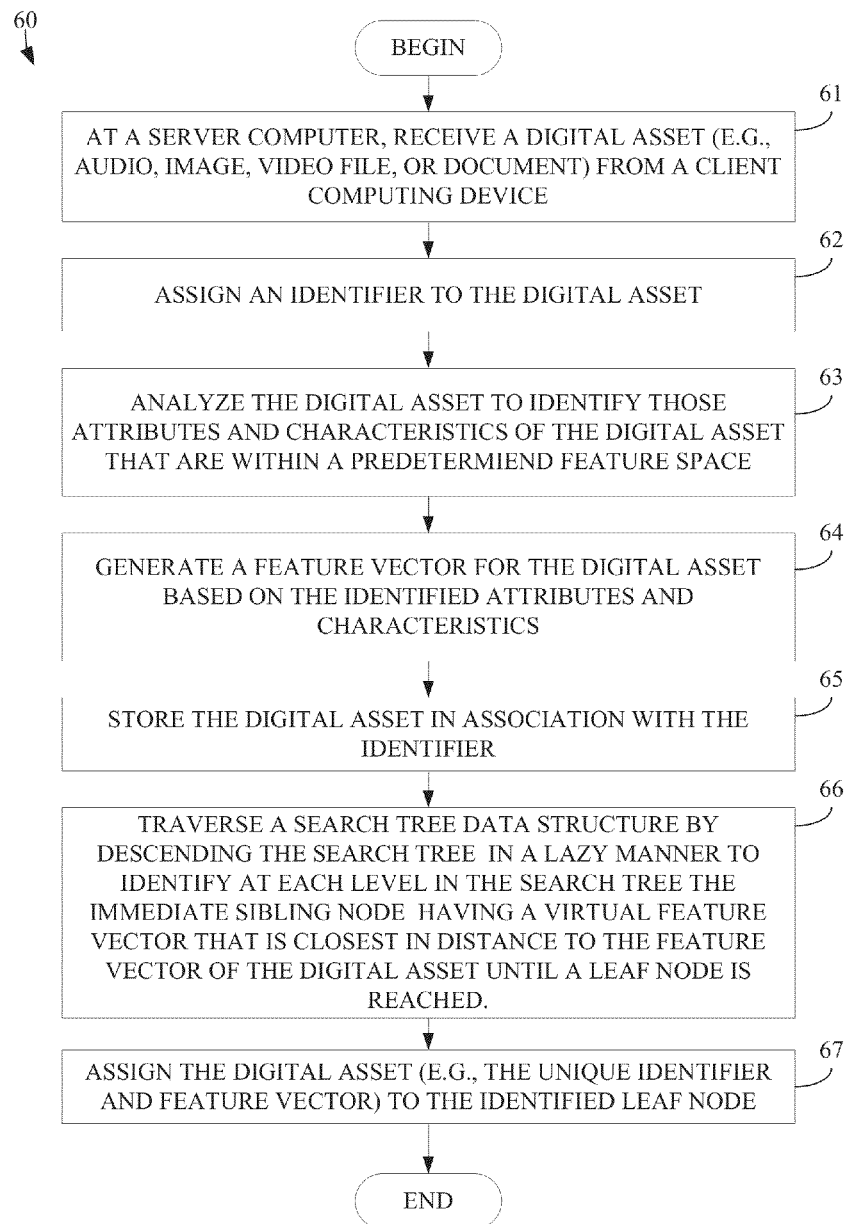 60
BEGIN
61
AT A SERVER COMPUTER, RECEIVE A DIGITAL ASSET (E.G.,
AUDIO, IMAGE, VIDEO FILE, OR DOCUMENT) FROM A CLIENT
COMPUTING DEVICE
62
ASSIGN AN IDENTIFIER TO THE DIGITAL ASSET
63
ANALYZE THE DIGITAL ASSET TO IDENTIFY THOSE
ATTRIBUTES AND CHARACTERISTICS OF THE DIGITAL ASSET
THAT ARE WITHIN A PREDETERMIEND FEATURE SPACE
64
GENERATE A FEATURE VECTOR FOR THE DIGITAL ASSET
BASED ON THE IDENTIFIED ATTRIBUTES AND
CHARACTERISTICS
65
STORE THE DIGITAL ASSET IN ASSOCIATION WITH THE
IDENTIFIER
66
TRAVERSE A SEARCH TREE DATA STRUCTURE BY
DESCENDING THE SEARCH TREE IN A LAZY MANNER TO
IDENTIFY AT EACH LEVEL IN THE SEARCH TREE THE
IMMEDIATE SIBLING NODE HAVING A VIRTUAL FEATURE
VECTOR THAT IS CLOSEST IN DISTANCE TO THE FEATURE
VECTOR OF THE DIGITAL ASSET UNTIL A LEAF NODE IS
REACHED.
67
ASSIGN THE DIGITAL ASSET (E.G., THE UNIQUE IDENTIFIER
AND FEATURE VECTOR) TO THE IDENTIFIED LEAF NODE
END